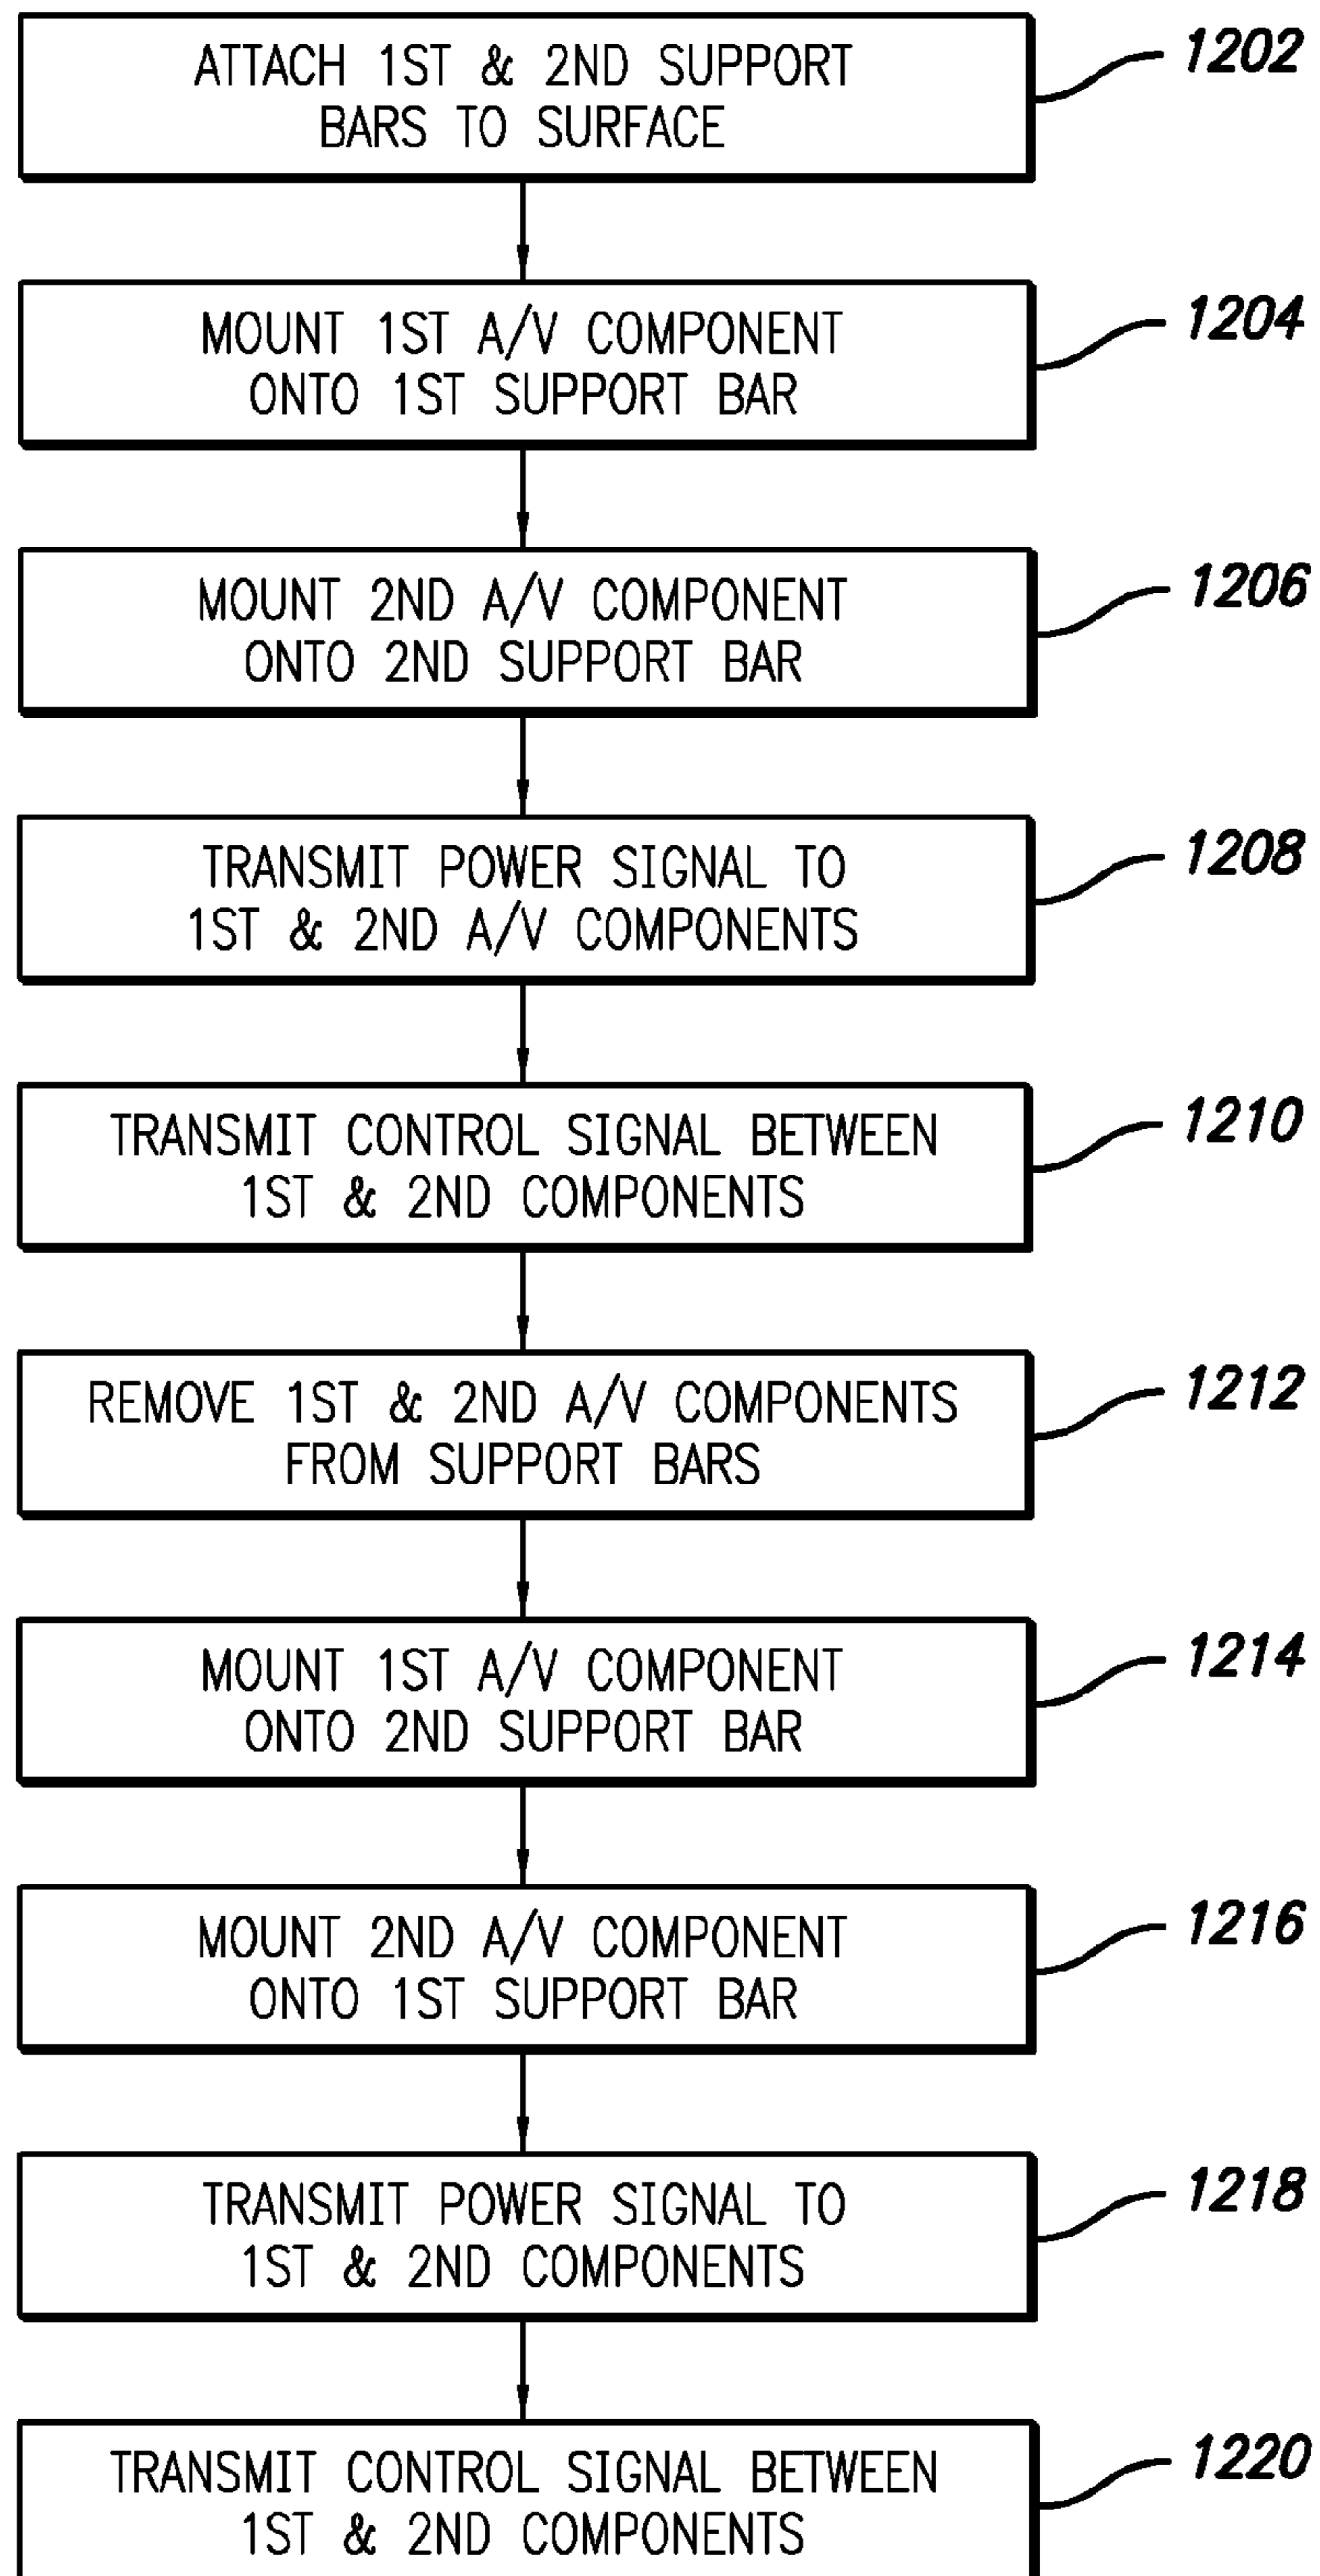 ATTACH 1ST & 2ND SUPPORT
BARS TO SURFACE
1202
MOUNT 1ST A/V COMPONENT
ONTO 1ST SUPPORT BAR
1204
MOUNT 2ND A/V COMPONENT
ONTO 2ND SUPPORT BAR
1206
TRANSMIT POWER SIGNAL TO
1ST & 2ND A/V COMPONENTS
1208
TRANSMIT CONTROL SIGNAL BETWEEN
1ST & 2ND COMPONENTS
1210
REMOVE 1ST & 2ND A/V COMPONENTS
FROM SUPPORT BARS
1212
MOUNT 1ST A/V COMPONENT
ONTO 2ND SUPPORT BAR
1214
MOUNT 2ND A/V COMPONENT
ONTO 1ST SUPPORT BAR
1216
TRANSMIT POWER SIGNAL TO
1ST & 2ND COMPONENTS
1218
TRANSMIT CONTROL SIGNAL BETWEEN
1ST & 2ND COMPONENTS
1220